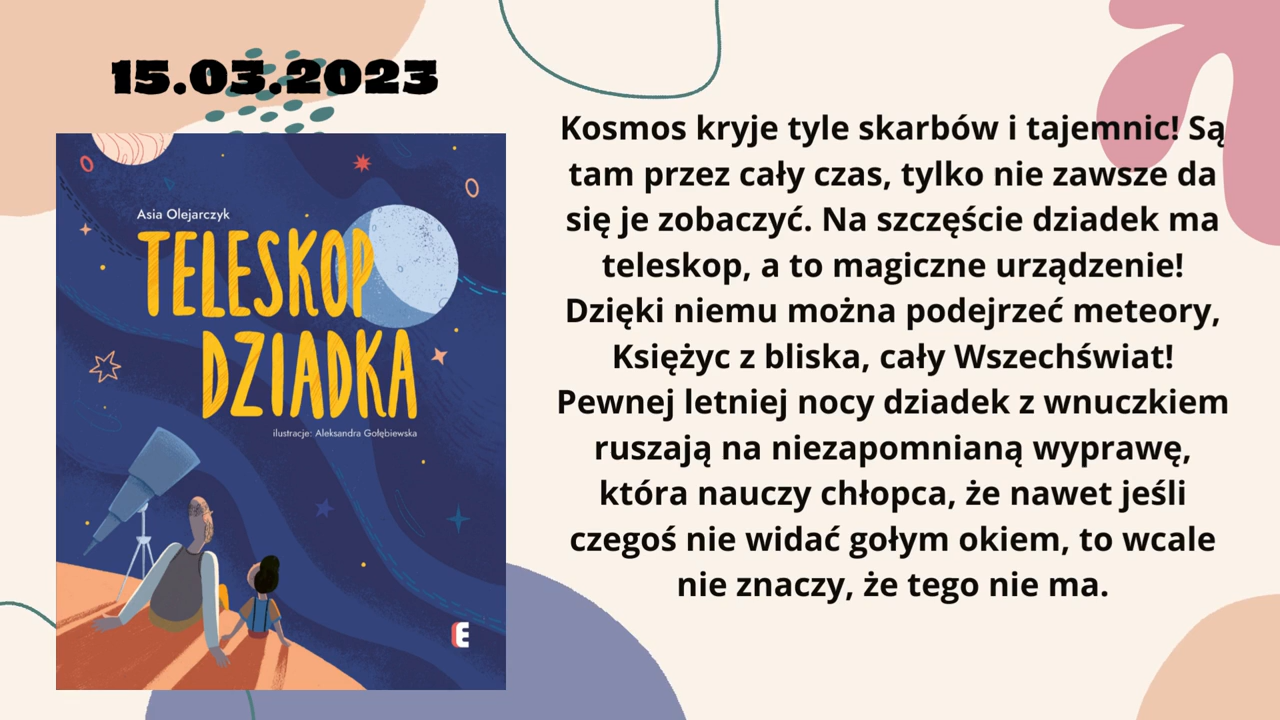 15.03.2023
Asia Olejarczyk
TELESKOP
DZIADKA
ilustracje: Aleksandra Gołębiewska
E
Kosmos kryje tyle skarbów i tajemnic! Są
tam przez cały czas, tylko nie zawsze da
się je zobaczyć. Na szczęście dziadek ma
teleskop, a to magiczne urządzenie!
Dzięki niemu można podejrzeć meteory,
Księżyc z bliska, cały Wszechświat!
Pewnej letniej nocy dziadek z wnuczkiem
ruszają na niezapomnianą wyprawę,
która nauczy chłopca, że nawet jeśli
czegoś nie widać gołym okiem, to wcale
nie znaczy, że tego nie ma.